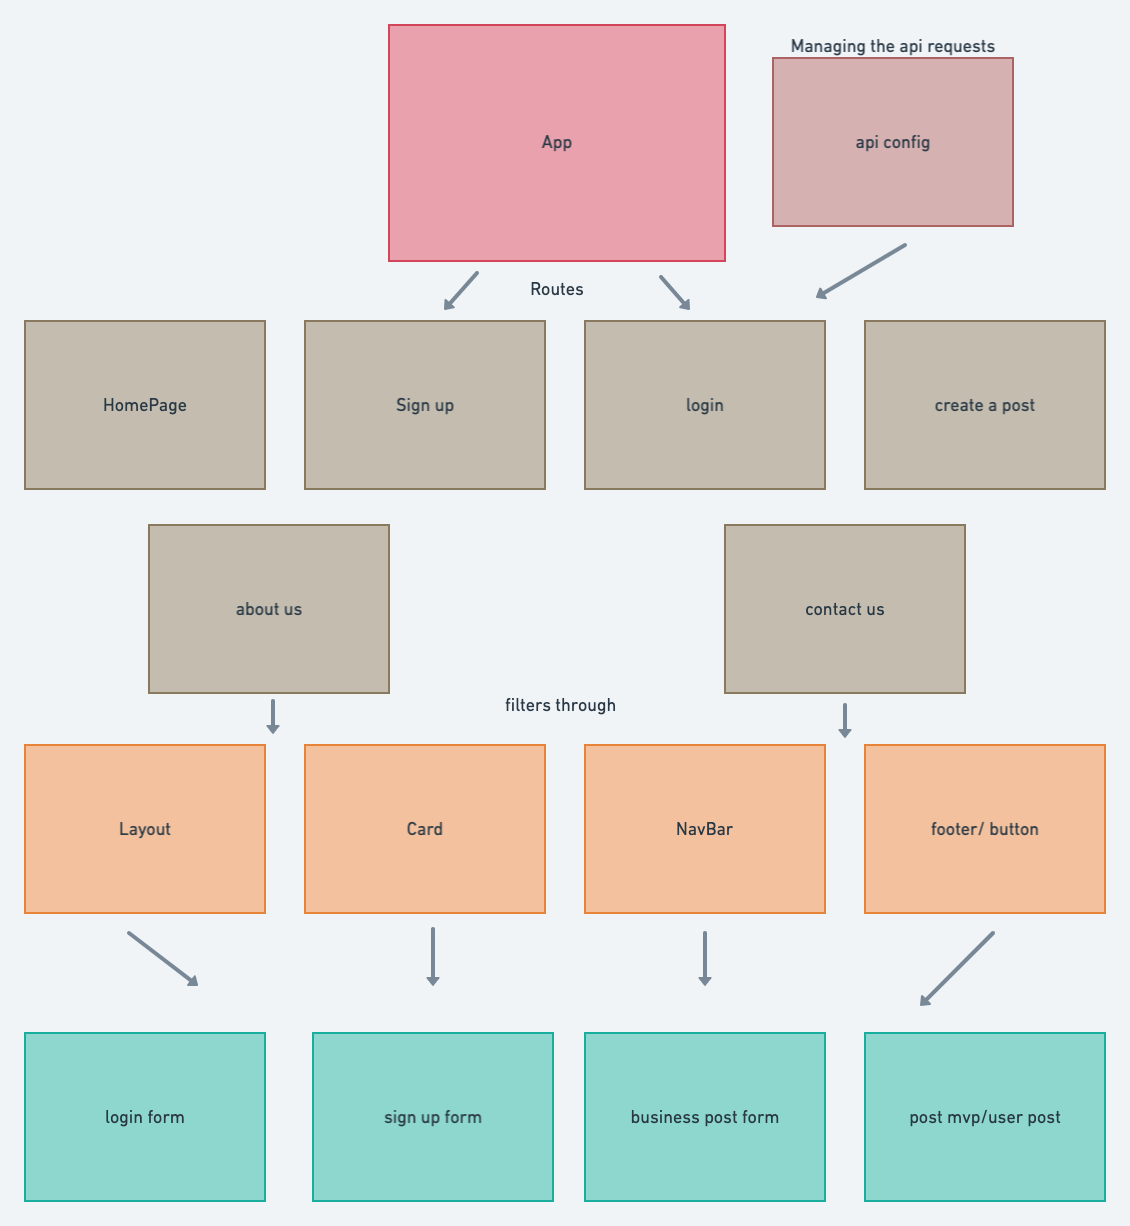 Managing the api requests
App
api config
Routes
HomePage
Sign up
login
create a post
about us
contact us
filters through
Layout
Card
NavBar
footer/ button
login form
sign up form
business post form
post mvp/user post